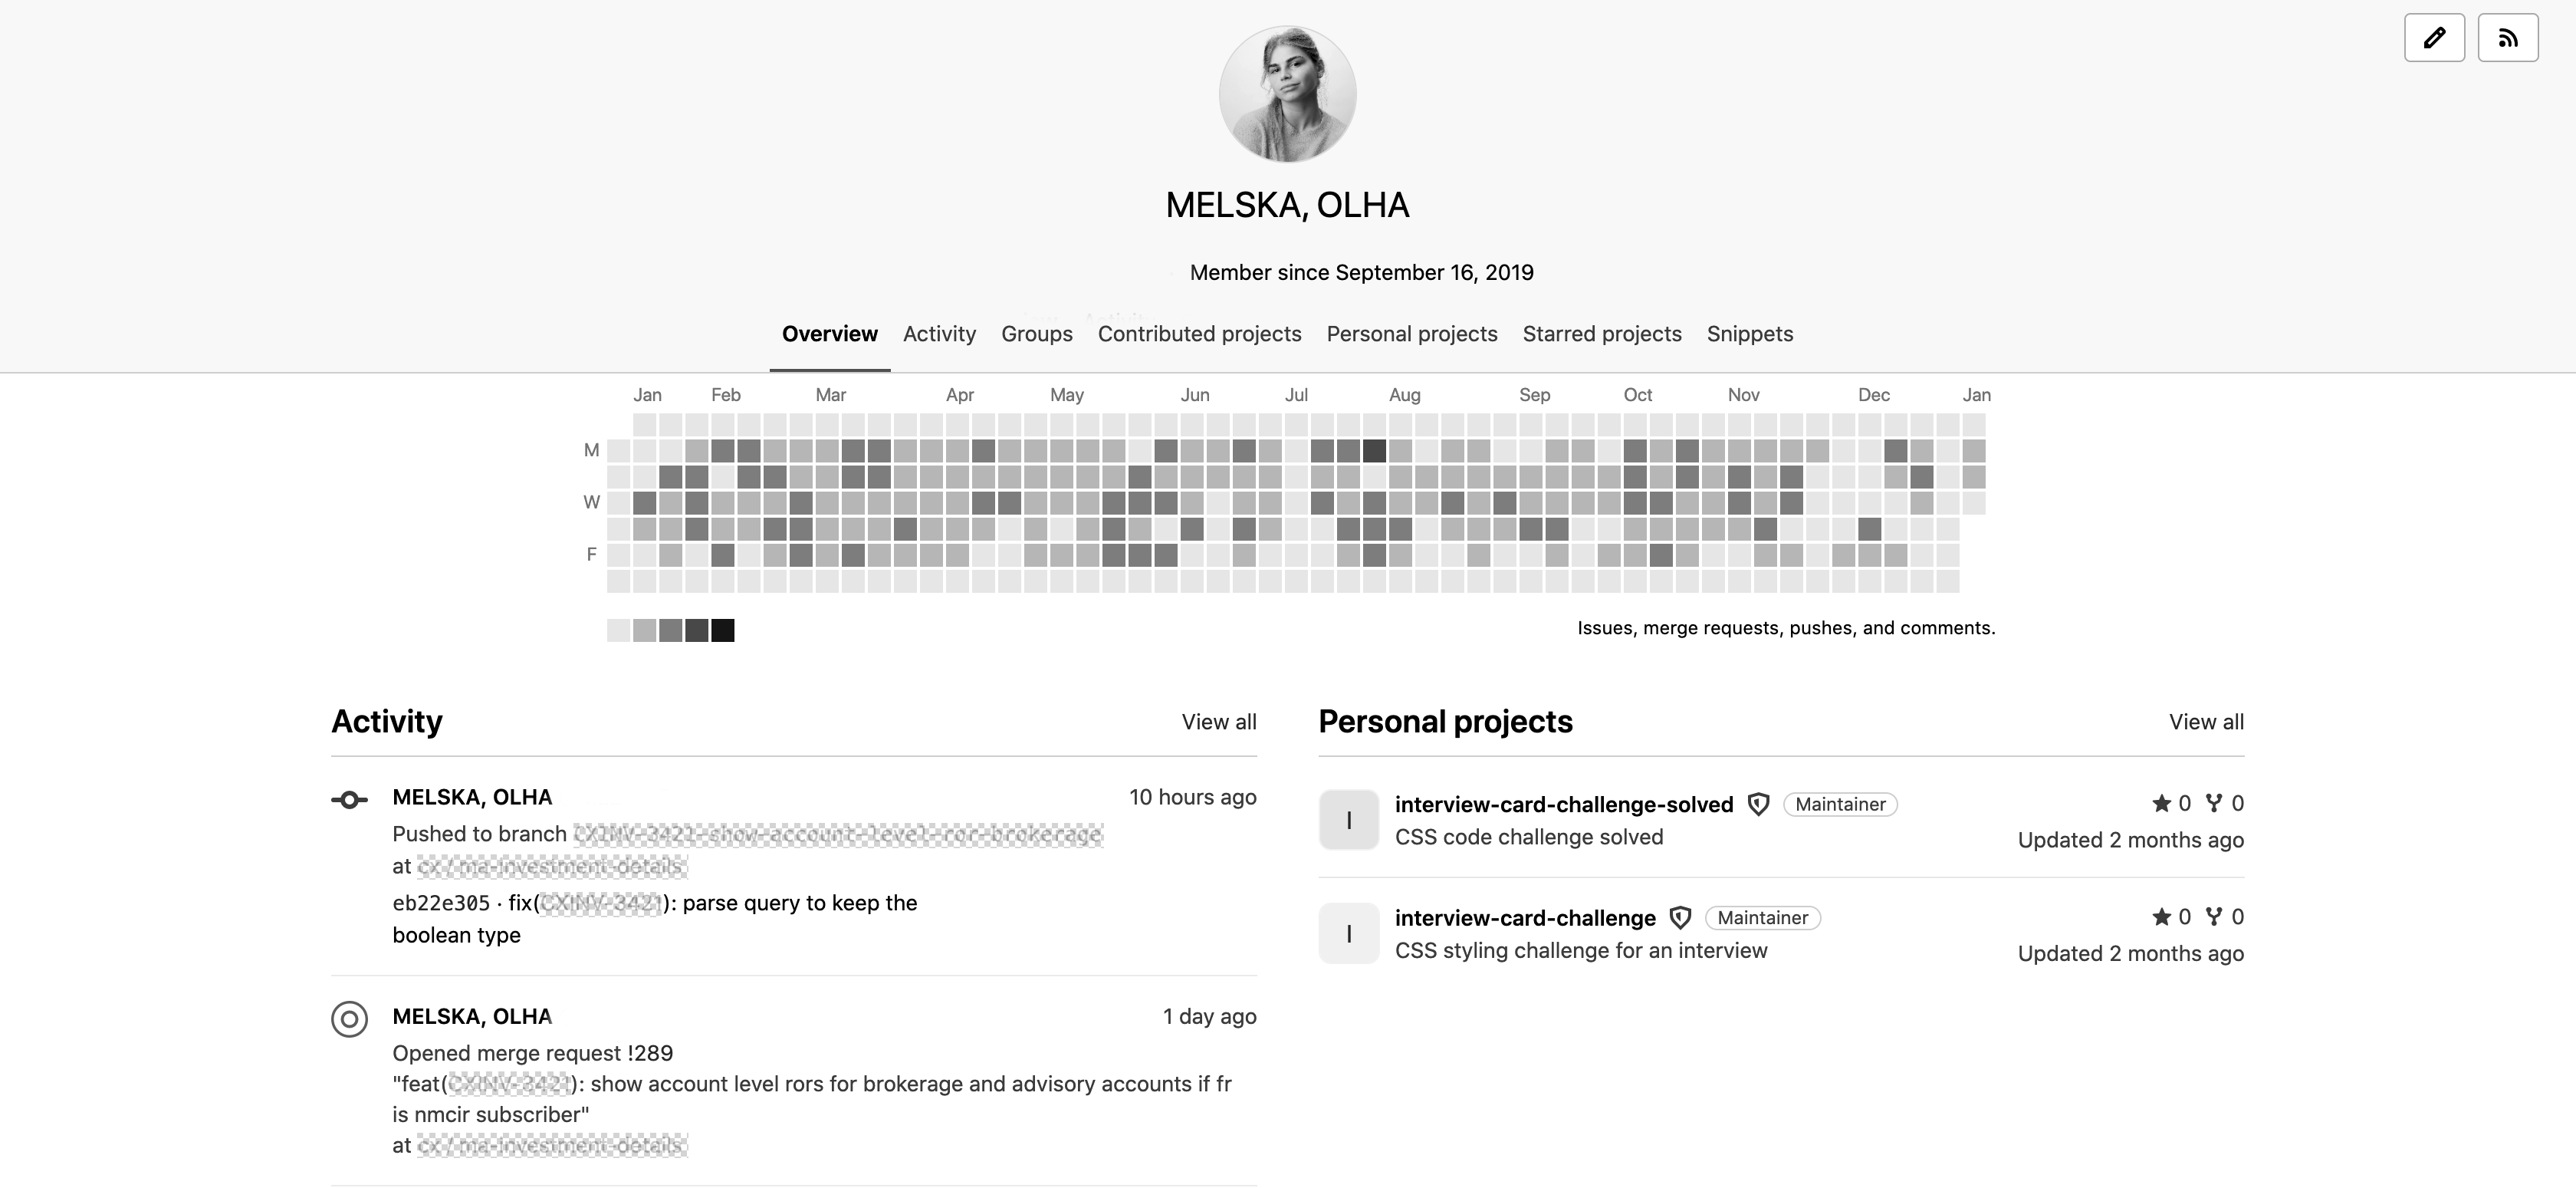 MELSKA, OLHA
Member since September 16, 2019
Overview Activity Groups Contributed projects Personal projects Starred projects Snippets
Jan Feb Mar Apr May Jun Jul Aug Sep Oct Nov Dec Jan
M
W
F
Issues, merge requests, pushes, and comments.
Activity View all
MELSKA, OLHA 10 hours ago
Pushed to branch
at
eb22e305 · fix(): parse query to keep the
boolean type
MELSKA, OLHA 1 day ago
Opened merge request !289
"feat(): show account level rors for brokerage and advisory accounts if fr
is nmcir subscriber"
at
Personal projects View all
I
interview-card-challenge-solved Maintainer 0 0
CSS code challenge solved Updated 2 months ago
I
interview-card-challenge Maintainer 0 0
CSS styling challenge for an interview Updated 2 months ago